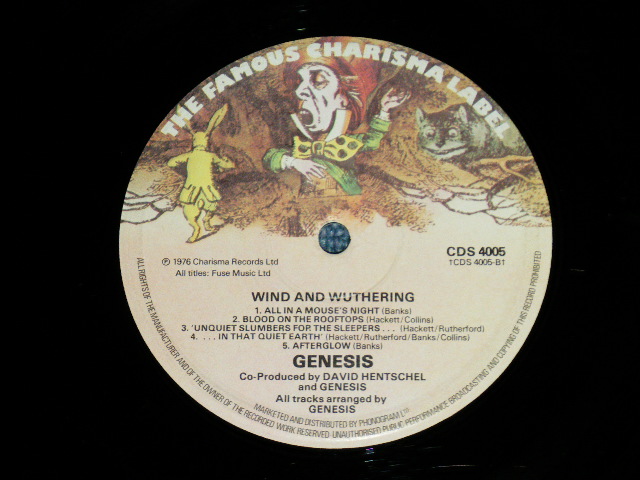 THE FAMOUS CHARISMA LABEL
℗ 1976 Charisma Records Ltd
All titles: Fuse Music Ltd
CDS 4005
†CDS 4005-B†
WIND AND WUTHERING
1. ALL IN A MOUSE'S NIGHT (Banks)
2. BLOOD ON THE ROOFTOPS (Hackett/Collins)
3. 'UNQUIET SLUMBERS FOR THE SLEEPERS . . . (Hackett/Rutherford)
4. . . . IN THAT QUIET EARTH' (Hackett/Rutherford/Banks/Collins)
5. AFTERGLOW (Banks)
GENESIS
Co-Produced by DAVID HENTSCHEL
and GENESIS
All tracks arranged by
GENESIS
MARKETED AND DISTRIBUTED BY PHONOGRAM LTD
ALL RIGHTS OF THE MANUFACTURER AND OF THE OWNER OF THE RECORDED WORK RESERVED · UNAUTHORISED PUBLIC PERFORMANCE BROADCASTING AND COPYING OF THIS RECORD PROHIBITED